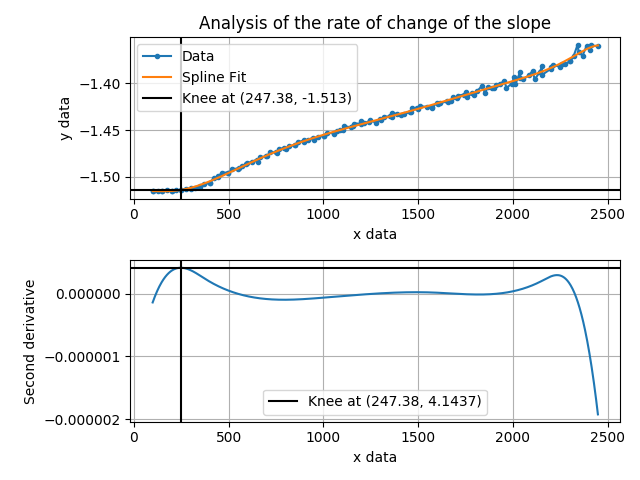 Analysis of the rate of change of the slope
Data
Spline Fit
Knee at (247.38, -1.513)
y data
−1.40
−1.45
−1.50
0 500 1000 1500 2000 2500
x data
Second derivative
0.000000
−0.000001
−0.000002
Knee at (247.38, 4.1437)
0 500 1000 1500 2000 2500
x data